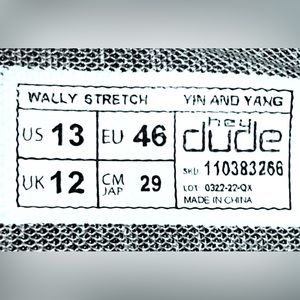 WALLY STRETCH YIN AND YANG
US 13 EU 46 hey dude
UK 12 CM JAP 29 SKU: 110383266
LOT 0322-22-QX
MADE IN CHINA